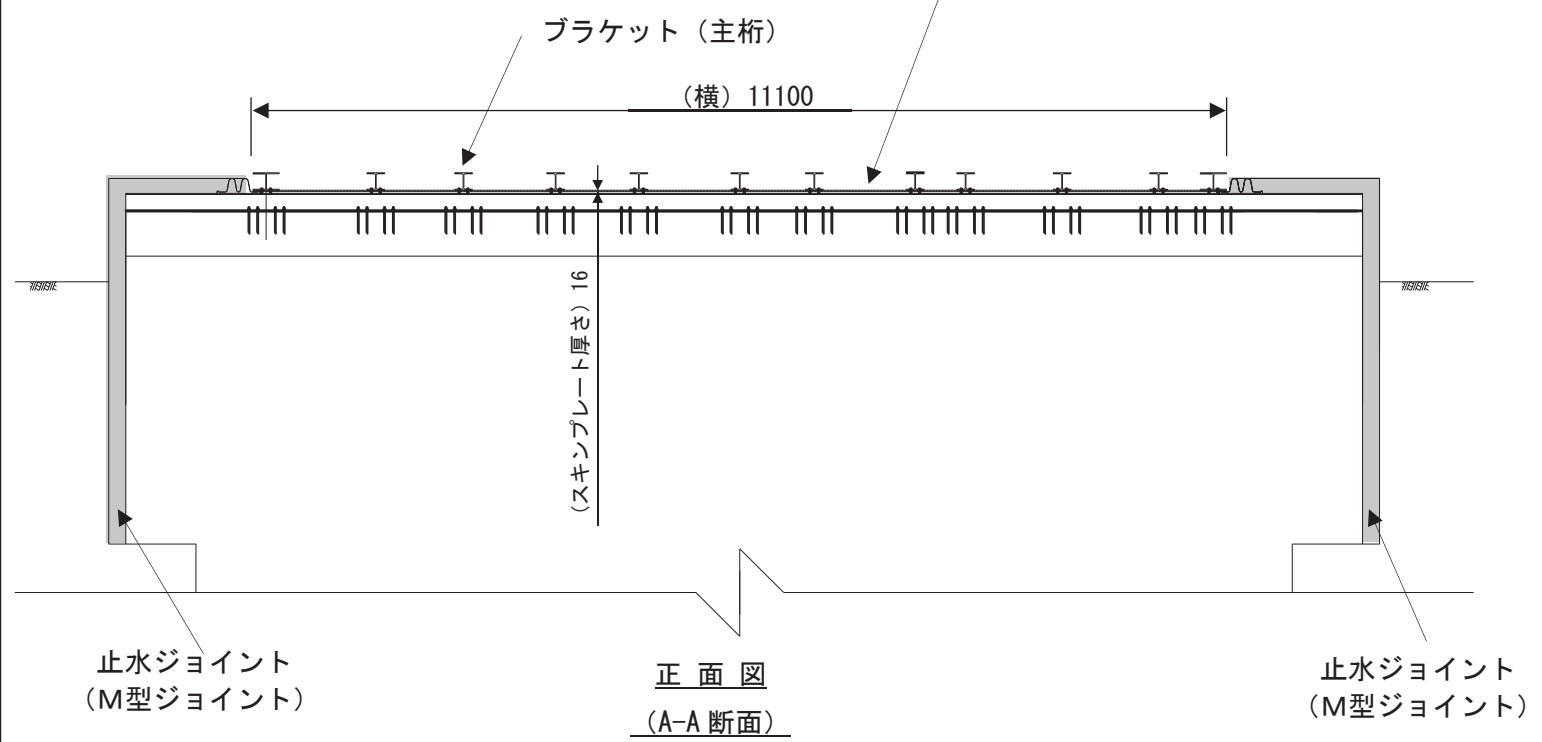 ブラケット（主桁）
（横）11100
（スキンプレート厚さ）16
止水ジョイント
（Ｍ型ジョイント）
正 面 図
（A-A 断面）
止水ジョイント
（Ｍ型ジョイント）